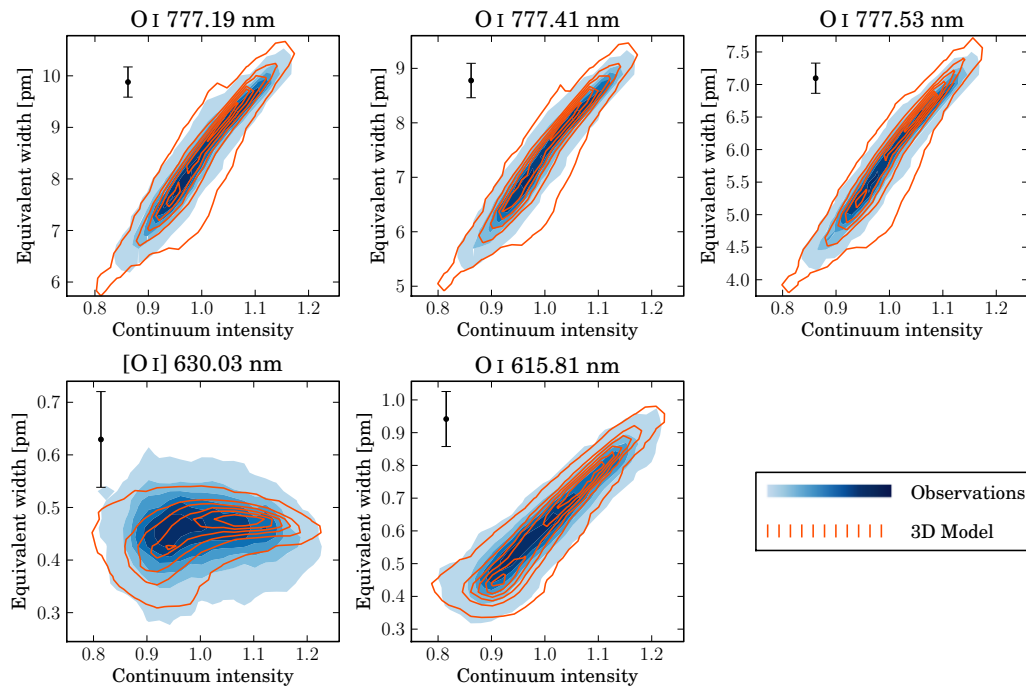 O I 777.19 nm
O I 777.41 nm
O I 777.53 nm
Equivalent width [pm]
10
9
8
7
6
0.8 0.9 1.0 1.1 1.2
Continuum intensity
Equivalent width [pm]
9
8
7
6
5
0.8 0.9 1.0 1.1 1.2
Continuum intensity
Equivalent width [pm]
7.5
7.0
6.5
6.0
5.5
5.0
4.5
4.0
0.8 0.9 1.0 1.1 1.2
Continuum intensity
[O I] 630.03 nm
O I 615.81 nm
Equivalent width [pm]
0.7
0.6
0.5
0.4
0.3
0.8 0.9 1.0 1.1 1.2
Continuum intensity
Equivalent width [pm]
1.0
0.9
0.8
0.7
0.6
0.5
0.4
0.3
0.8 0.9 1.0 1.1 1.2
Continuum intensity
Observations
3D Model